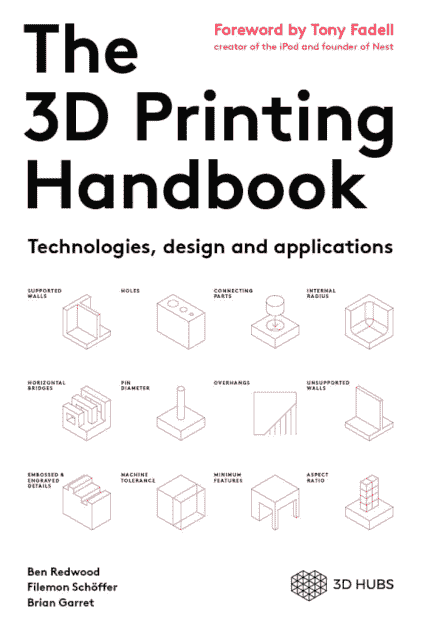 The
3D Printing
Handbook
Foreword by Tony Fadell
creator of the iPod and founder of Nest
Technologies, design and applications
SUPPORTED
WALLS
HOLES
CONNECTING
PARTS
INTERNAL
RADIUS
HORIZONTAL
BRIDGES
PIN
DIAMETER
OVERHANGS
UNSUPPORTED
WALLS
EMBOSSED &
ENGRAVED
DETAILS
MACHINE
TOLERANCE
MINIMUM
FEATURES
ASPECT
RATIO
Ben Redwood
Filemon Schöffer
Brian Garret
3D HUBS